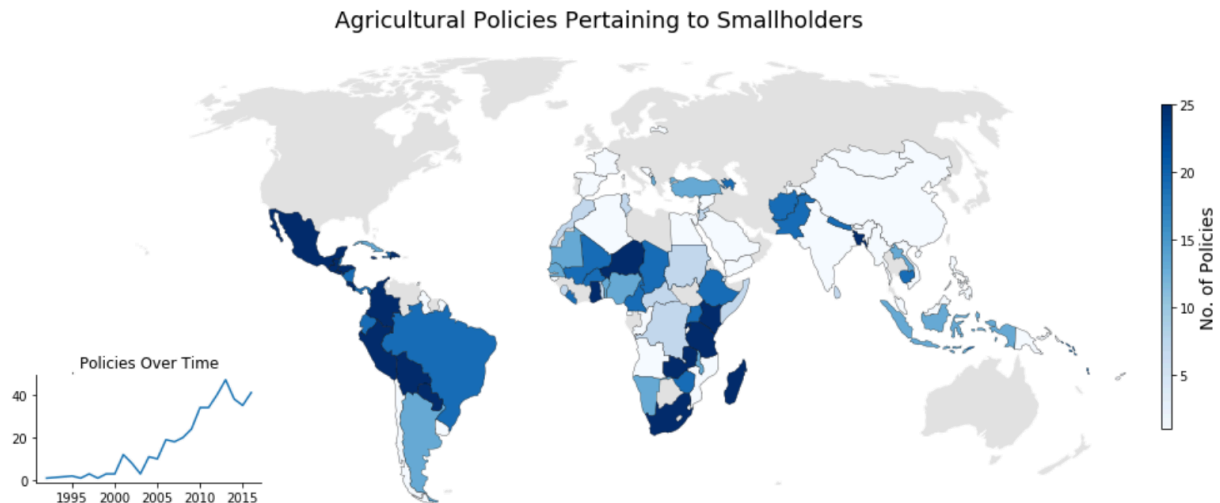 Agricultural Policies Pertaining to Smallholders
25
20
15
10
5
No. of Policies
Policies Over Time
40
20
0
1995 2000 2005 2010 2015